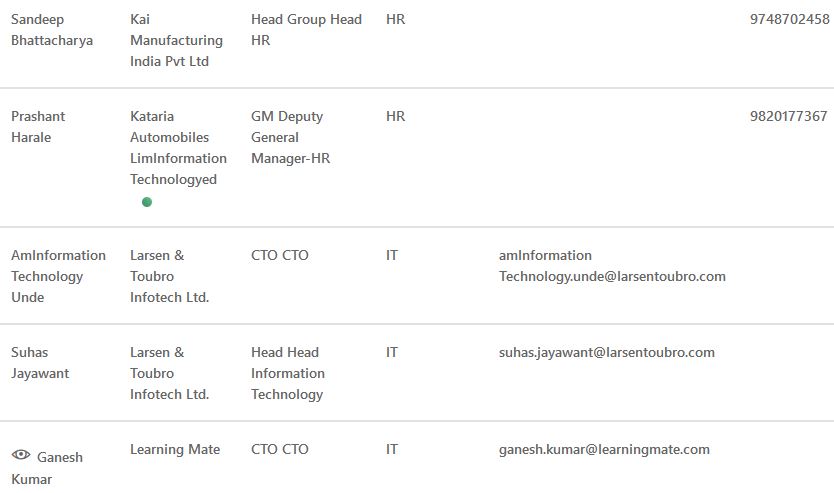 Sandeep Bhattacharya	Kai Manufacturing India Pvt Ltd	Head Group Head HR	HR	9748702458
Prashant Harale	Kataria Automobiles LimInformation Technologyed	GM Deputy General Manager-HR	HR	9820177367
AmInformation Technology Unde	Larsen & Toubro Infotech Ltd.	CTO CTO	IT	amInformation Technology.unde@larsentoubro.com
Suhas Jayawant	Larsen & Toubro Infotech Ltd.	Head Head Information Technology	IT	suhas.jayawant@larsentoubro.com
Ganesh Kumar	Learning Mate	CTO CTO	IT	ganesh.kumar@learningmate.com